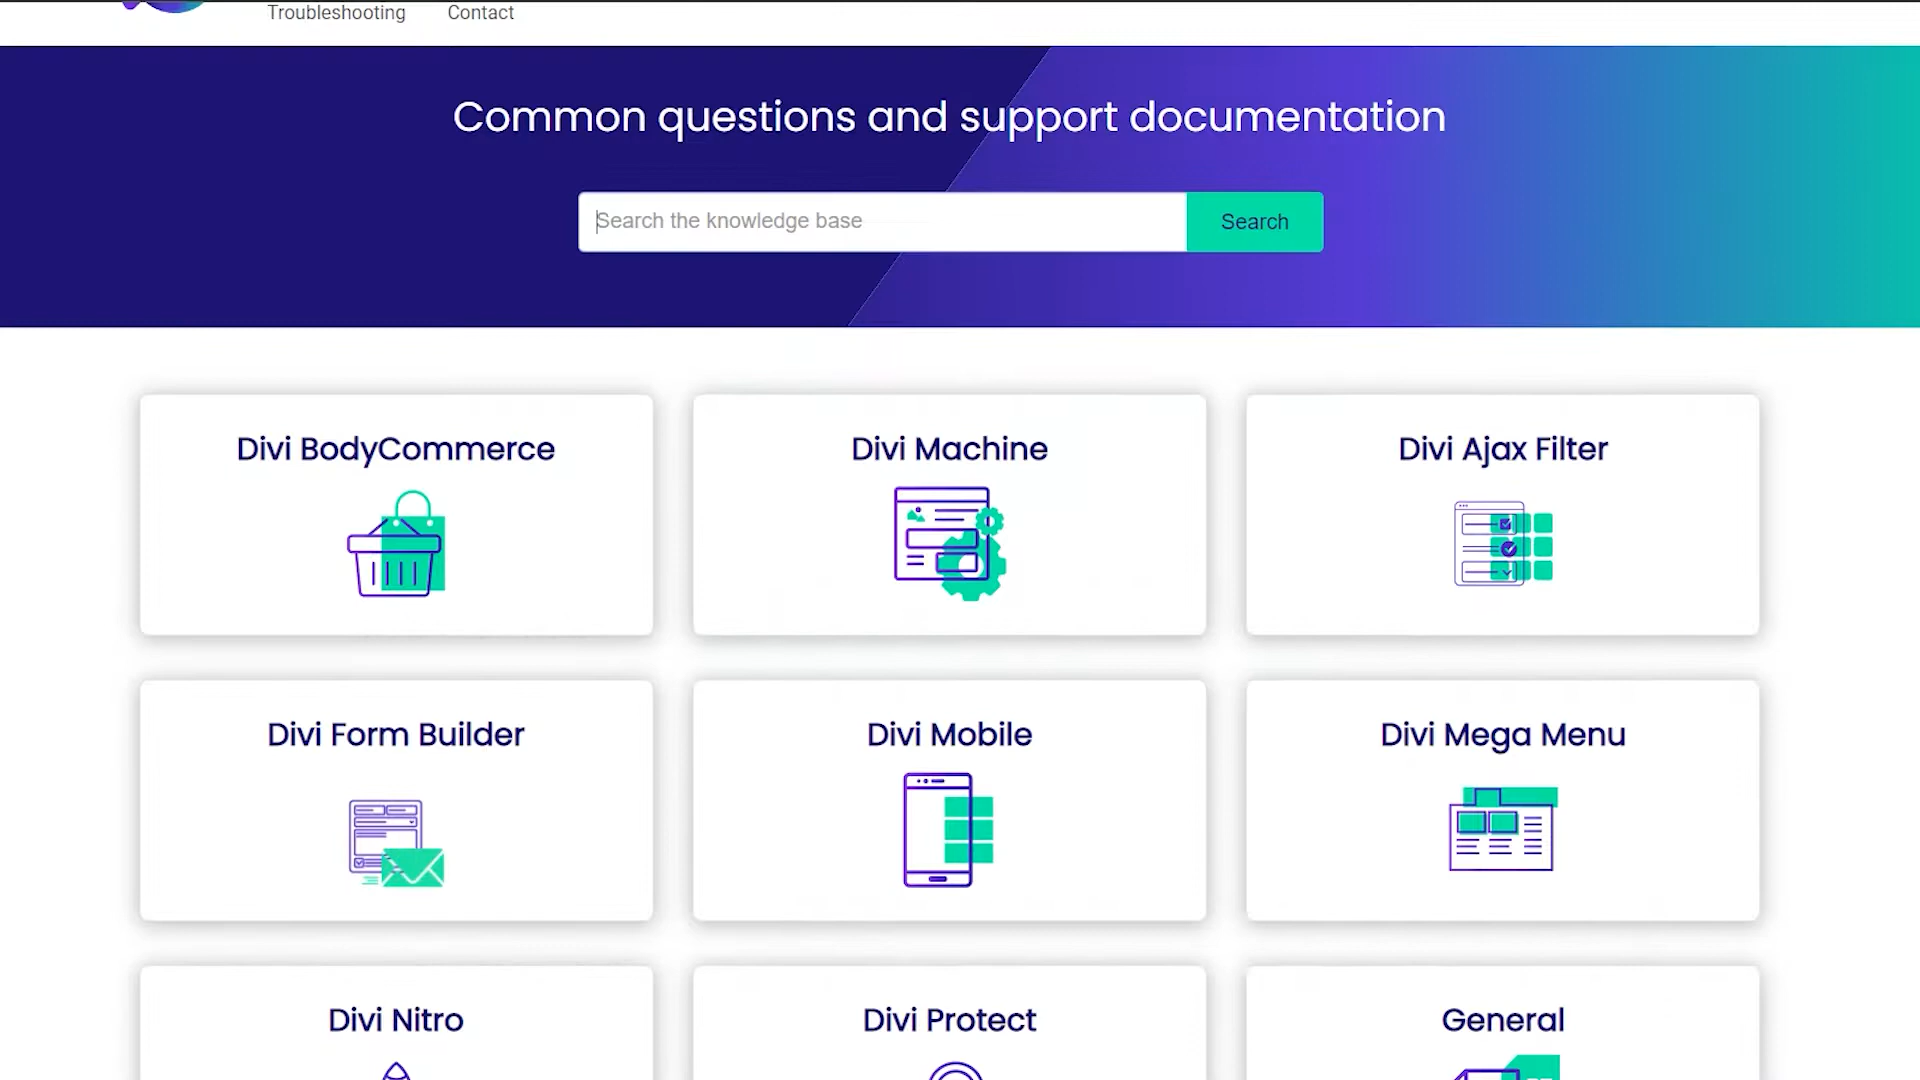 Troubleshooting Contact
Common questions and support documentation
Search the knowledge base Search
Divi BodyCommerce Divi Machine Divi Ajax Filter
Divi Form Builder Divi Mobile Divi Mega Menu
Divi Nitro Divi Protect General